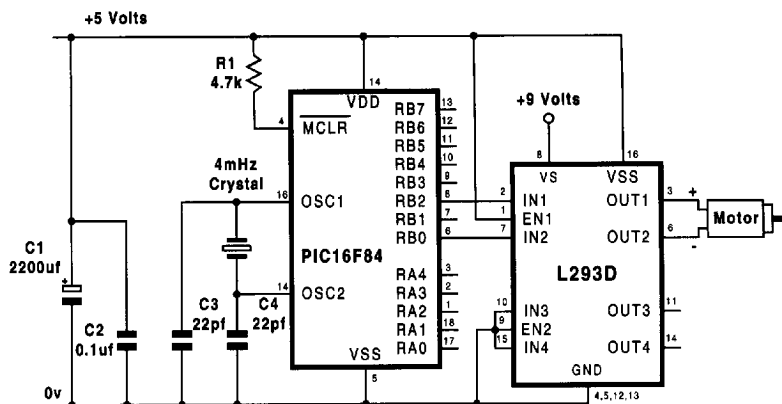 +5 Volts
R1
4.7k
14
VDD
4
MCLR
RB7
13
RB6
12
RB5
11
RB4
10
RB3
9
RB2
8
RB1
7
RB0
6
RA4
3
RA3
2
RA2
1
RA1
18
RA0
17
4mHz
Crystal
16
OSC1
PIC16F84
14
OSC2
VSS
5
C1
2200uf
+
C2
0.1uf
C3
22pf
C4
22pf
0v
+9 Volts
8
VS
16
VSS
2
IN1
1
EN1
7
IN2
L293D
10
IN3
9
EN2
15
IN4
OUT1
3
+
OUT2
6
-
Motor
OUT3
11
OUT4
14
GND
4,5,12,13